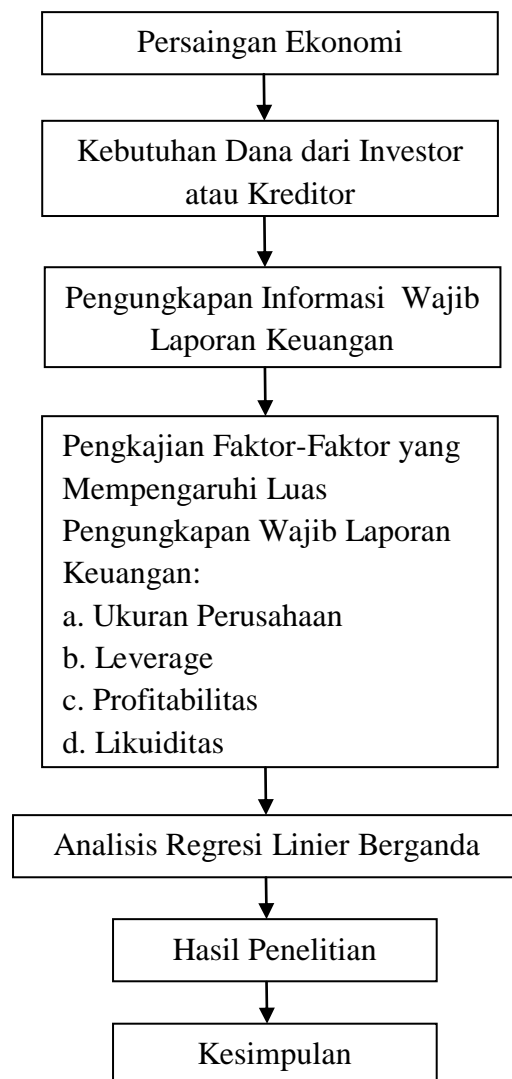 Persaingan Ekonomi
Kebutuhan Dana dari Investor
atau Kreditor
Pengungkapan Informasi Wajib
Laporan Keuangan
Pengkajian Faktor-Faktor yang
Mempengaruhi Luas
Pengungkapan Wajib Laporan
Keuangan:
a. Ukuran Perusahaan
b. Leverage
c. Profitabilitas
d. Likuiditas
Analisis Regresi Linier Berganda
Hasil Penelitian
Kesimpulan